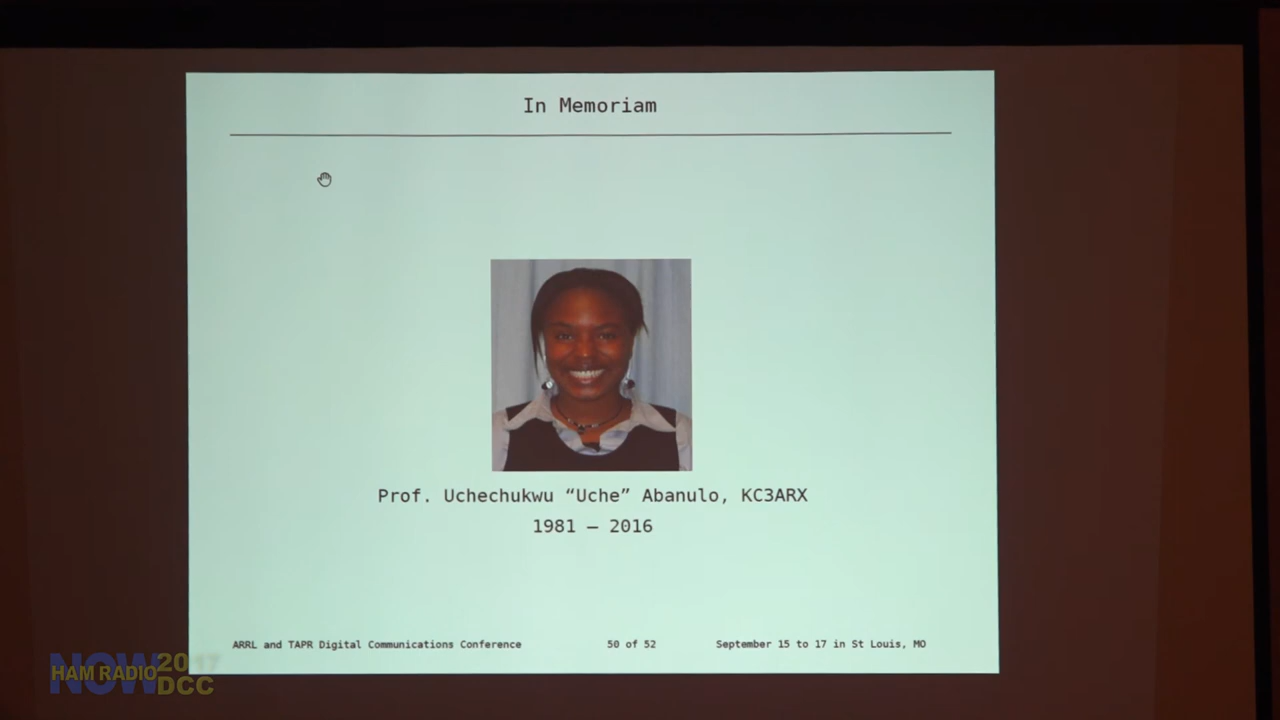 In Memoriam
Prof. Uchechukwu “Uche” Abanulo, KC3ARX
1981 – 2016
ARRL and TAPR Digital Communications Conference 50 of 52 September 15 to 17 in St Louis, MO
HAM RADIO NOW 2017 DCC